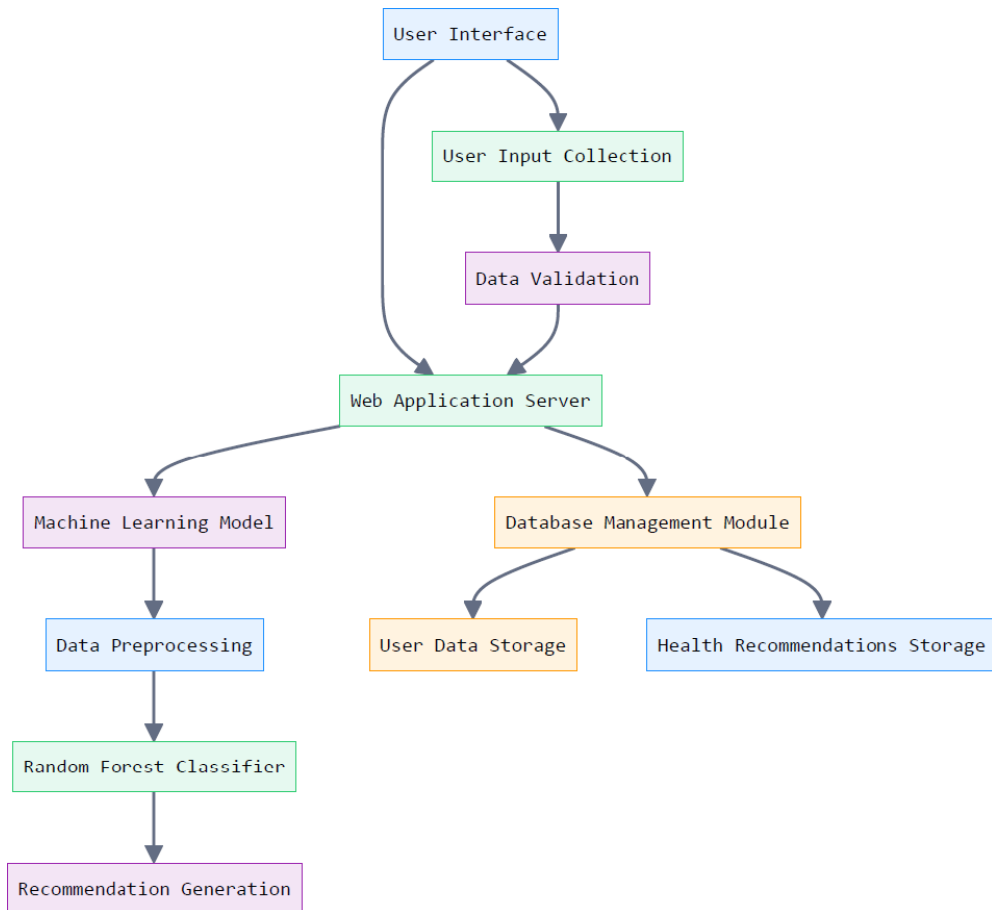 User Interface
User Input Collection
Data Validation
Web Application Server
Machine Learning Model
Database Management Module
Data Preprocessing
User Data Storage
Health Recommendations Storage
Random Forest Classifier
Recommendation Generation